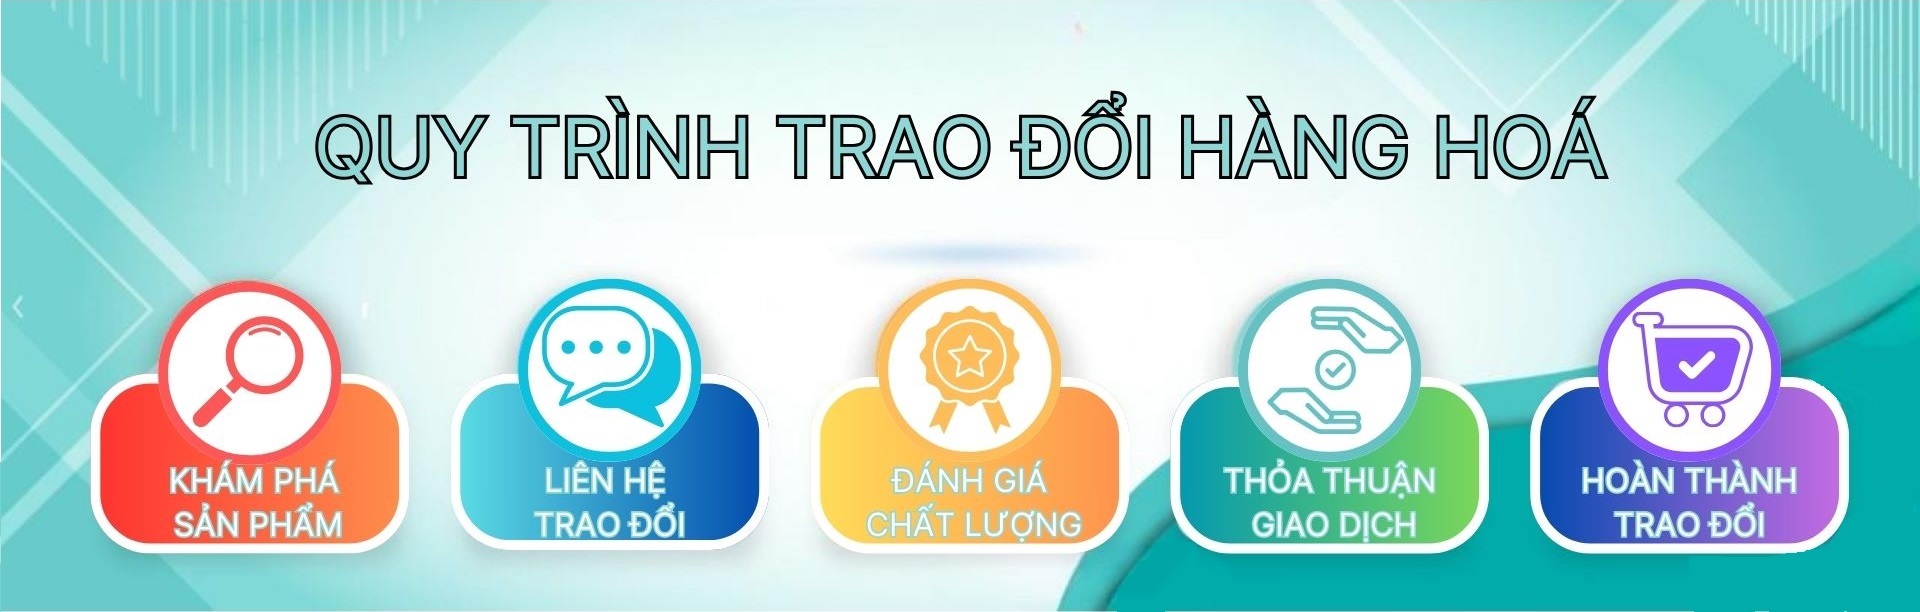 QUY TRÌNH TRAO ĐỔI HÀNG HOÁ
KHÁM PHÁ
SẢN PHẨM
LIÊN HỆ
TRAO ĐỔI
ĐÁNH GIÁ
CHẤT LƯỢNG
THỎA THUẬN
GIAO DỊCH
HOÀN THÀNH
TRAO ĐỔI